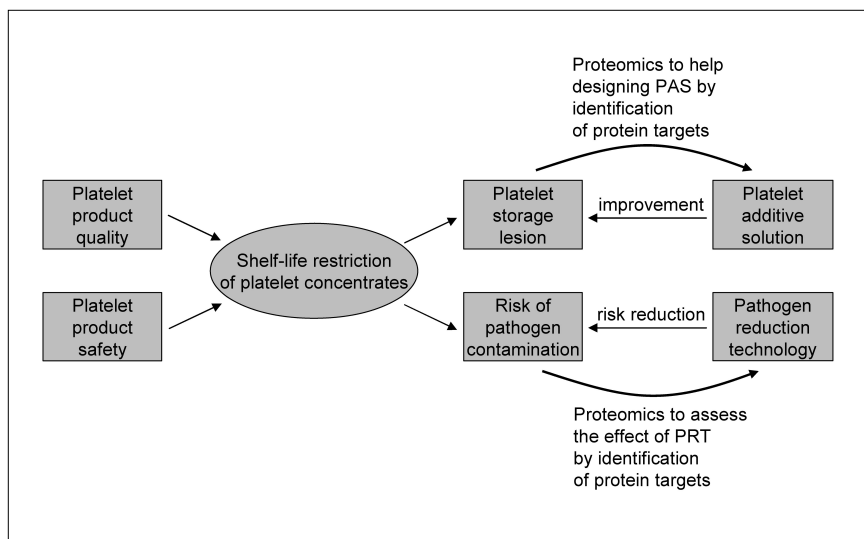 Proteomics to help
designing PAS by
identification
of protein targets
Platelet
product
quality
Platelet
storage
lesion
improvement
Platelet
additive
solution
Shelf-life restriction
of platelet concentrates
Platelet
product
safety
Risk of
pathogen
contamination
risk reduction
Pathogen
reduction
technology
Proteomics to assess
the effect of PRT
by identification
of protein targets